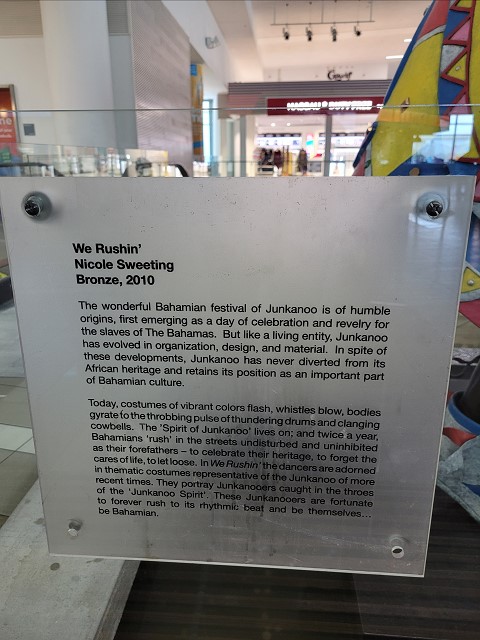 NASSAU DUTY FREE
We Rushin'
Nicole Sweeting
Bronze, 2010
The wonderful Bahamian festival of Junkanoo is of humble
origins, first emerging as a day of celebration and revelry for
the slaves of The Bahamas. But like a living entity, Junkanoo
has evolved in organization, design, and material. In spite of
these developments, Junkanoo has never diverted from its
African heritage and retains its position as an important part
of Bahamian culture.
Today, costumes of vibrant colors flash, whistles blow, bodies
gyrate to the throbbing pulse of thundering drums and clanging
cowbells. The 'Spirit of Junkanoo' lives on; and twice a year,
Bahamians 'rush' in the streets undisturbed and uninhibited
as their forefathers – to celebrate their heritage, to forget the
cares of life, to let loose. In We Rushin' the dancers are adorned
in thematic costumes representative of the Junkanoo of more
recent times. They portray Junkanooers caught in the throes
of the 'Junkanoo Spirit'. These Junkanooers are fortunate
to forever rush to its rhythmic beat and be themselves...
be Bahamian.